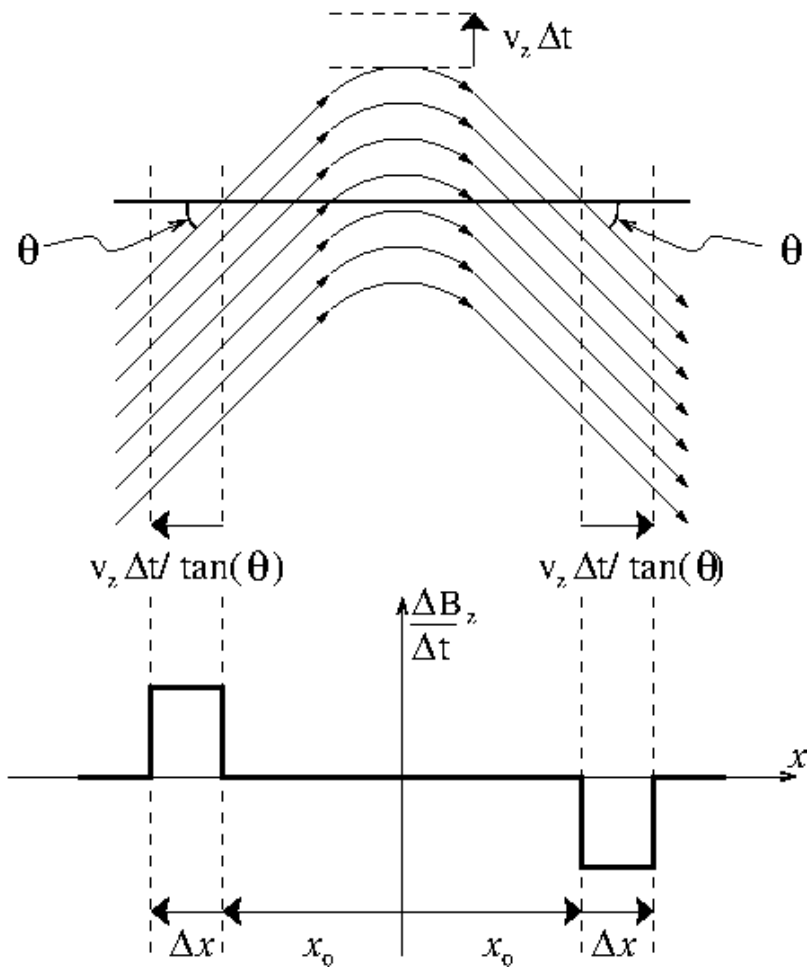 v_z Δt
θ θ
v_z Δt/ tan(θ) v_z Δt/ tan(θ)
ΔB_z
Δt
x
Δx x_o x_o Δx